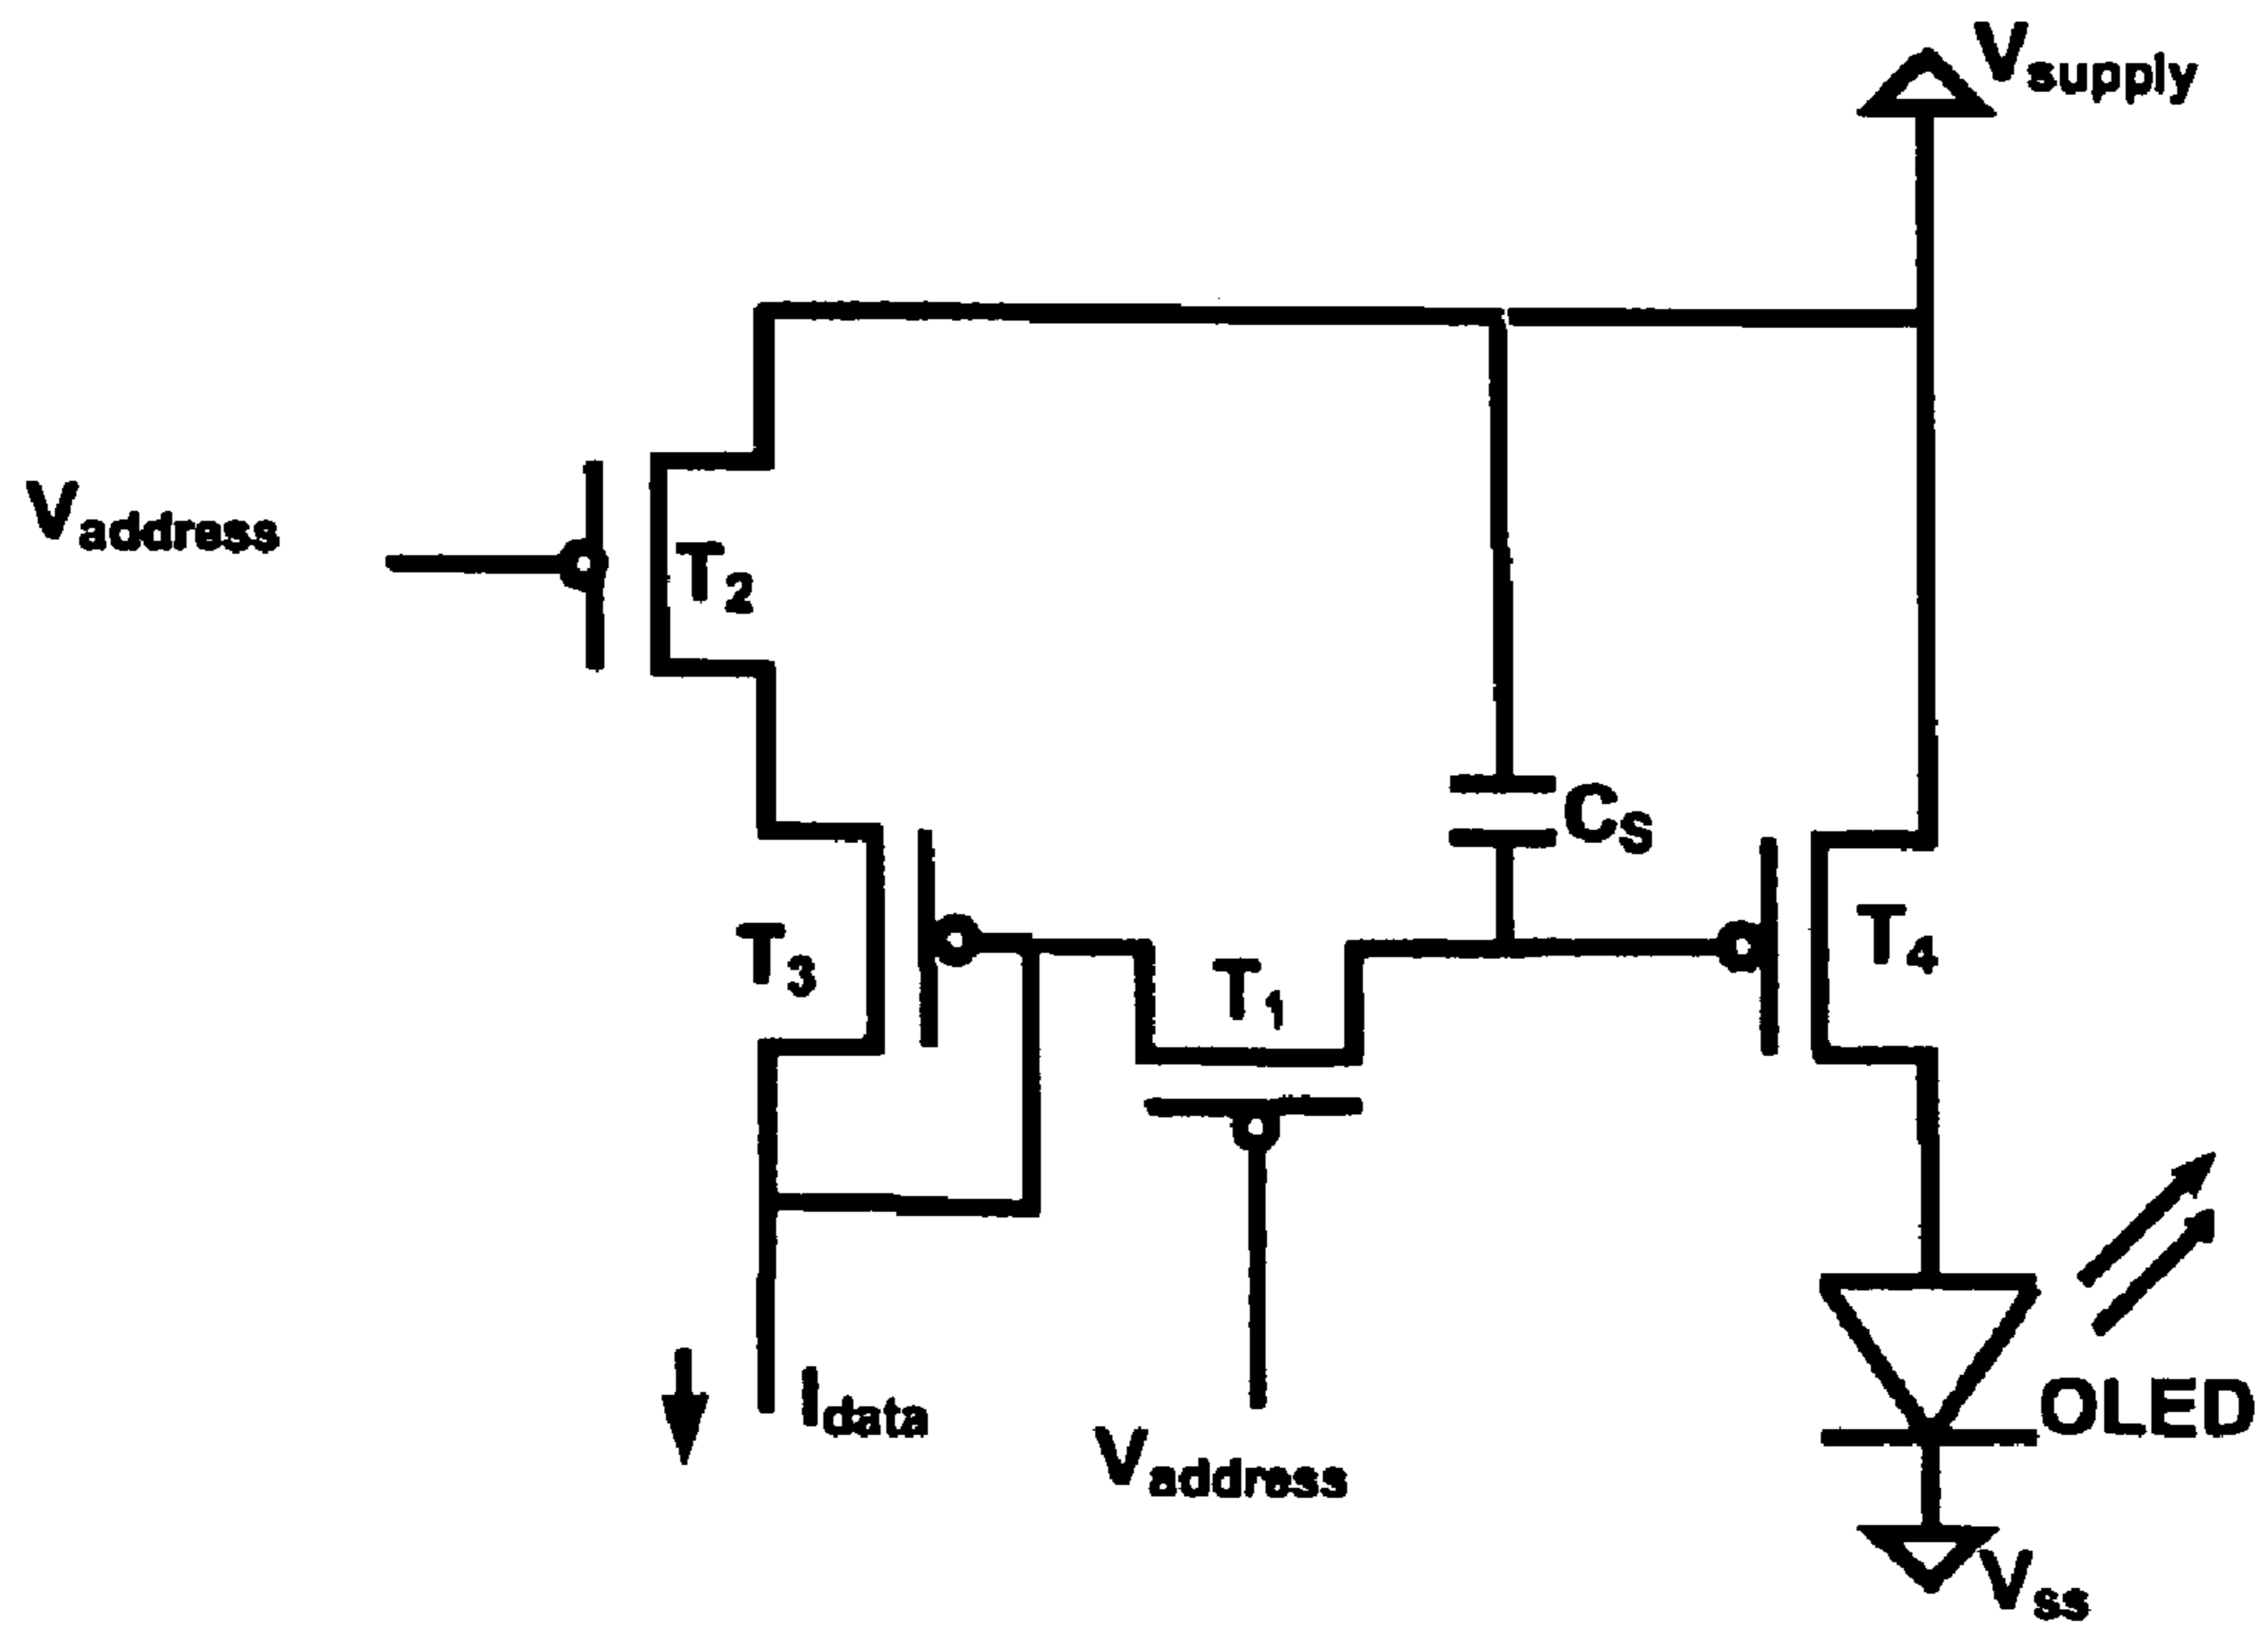 Vsupply
Vaddress
T2
CS
T3
T1
T4
Idata
OLED
Vaddress
Vss